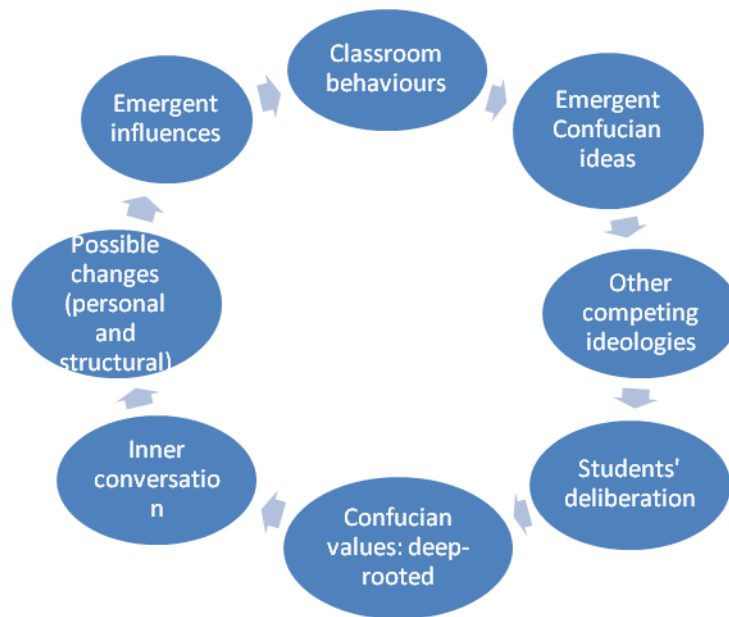 Classroom
behaviours
Emergent
Confucian
ideas
Other
competing
ideologies
Students'
deliberation
Confucian
values: deep-
rooted
Inner
conversatio
n
Possible
changes
(personal
and
structural)
Emergent
influences